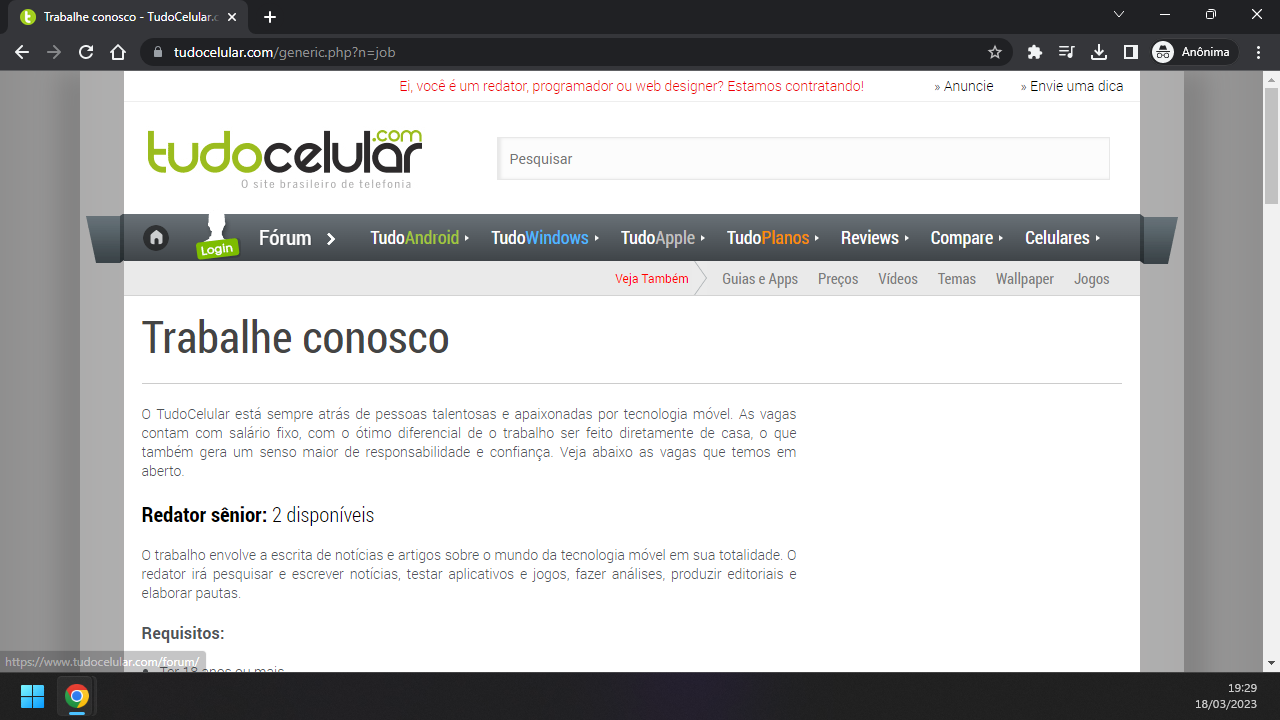 Trabalhe conosco - TudoCelular.c
tudocelular.com/generic.php?n=job
Anônima
Ei, você é um redator, programador ou web designer? Estamos contratando!
» Anuncie
» Envie uma dica
tudocelular.com
O site brasileiro de telefonia
Pesquisar
Login
Fórum
TudoAndroid
TudoWindows
TudoApple
TudoPlanos
Reviews
Compare
Celulares
Veja Também
Guias e Apps
Preços
Vídeos
Temas
Wallpaper
Jogos
Trabalhe conosco
O TudoCelular está sempre atrás de pessoas talentosas e apaixonadas por tecnologia móvel. As vagas
contam com salário fixo, com o ótimo diferencial de o trabalho ser feito diretamente de casa, o que
também gera um senso maior de responsabilidade e confiança. Veja abaixo as vagas que temos em
aberto.
Redator sênior: 2 disponíveis
O trabalho envolve a escrita de notícias e artigos sobre o mundo da tecnologia móvel em sua totalidade. O
redator irá pesquisar e escrever notícias, testar aplicativos e jogos, fazer análises, produzir editoriais e
elaborar pautas.
Requisitos:
Ter 18 anos ou mais
https://www.tudocelular.com/forum/
19:29
18/03/2023